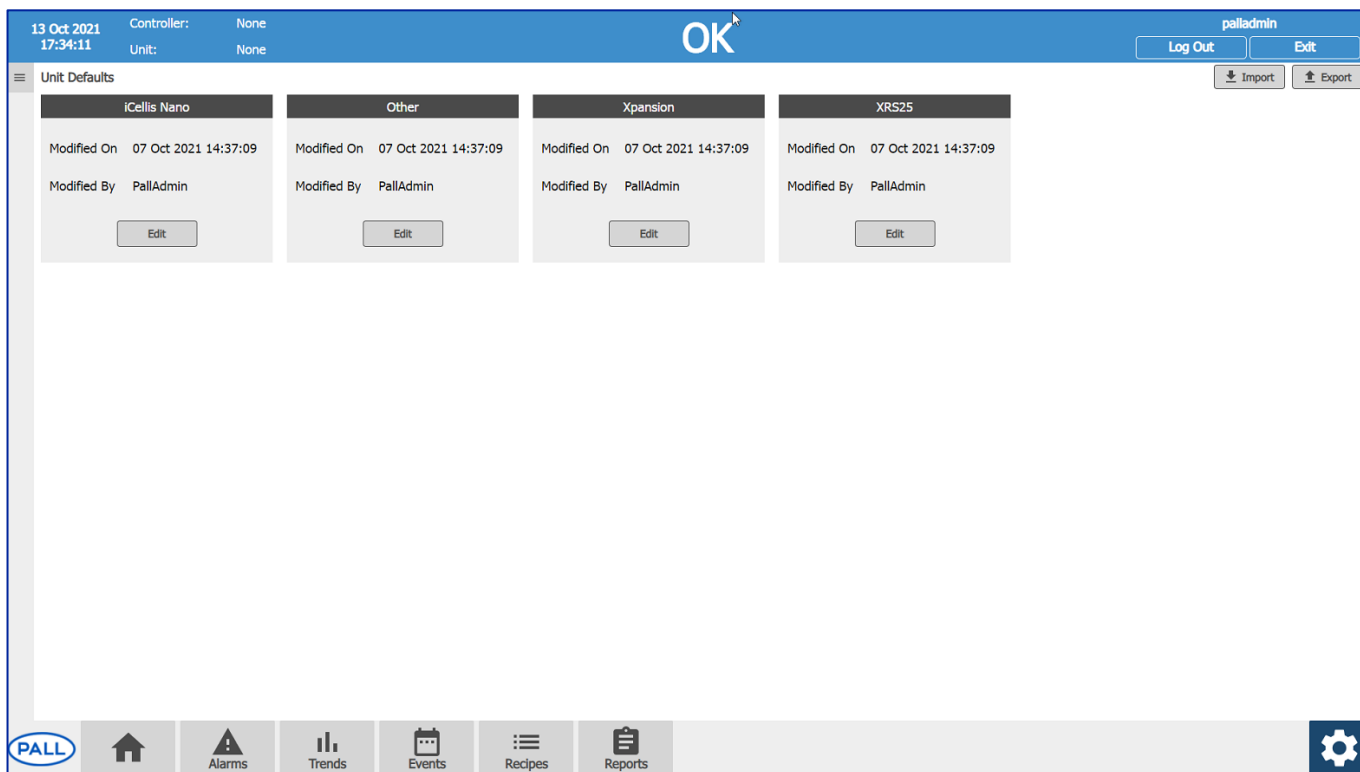 13 Oct 2021
17:34:11
Controller: None
Unit: None
OK
palladmin
Log Out Exit
Unit Defaults
Import Export
iCellis Nano
Modified On 07 Oct 2021 14:37:09
Modified By PallAdmin
Edit
Other
Modified On 07 Oct 2021 14:37:09
Modified By PallAdmin
Edit
Xpansion
Modified On 07 Oct 2021 14:37:09
Modified By PallAdmin
Edit
XRS25
Modified On 07 Oct 2021 14:37:09
Modified By PallAdmin
Edit
PALL
Alarms
Trends
Events
Recipes
Reports